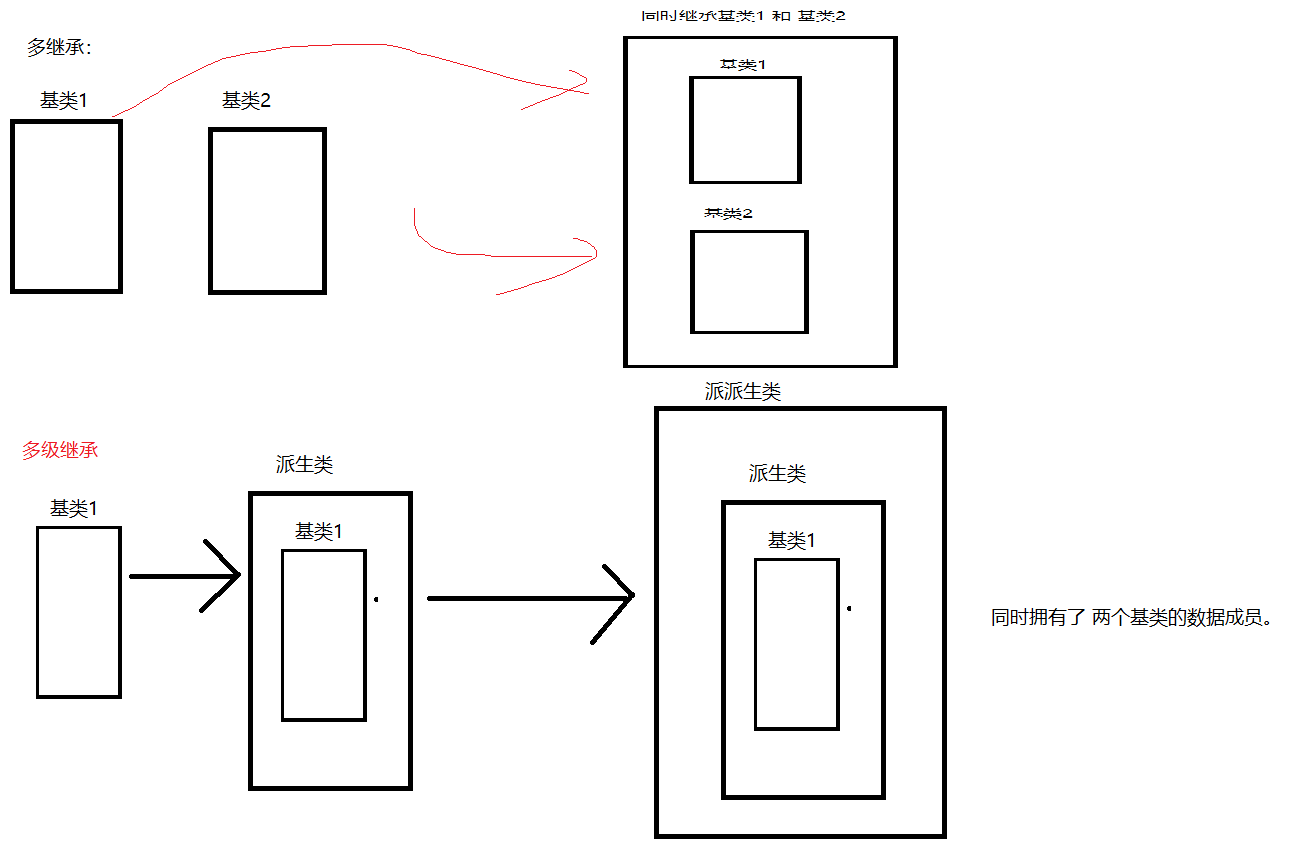 同时继承基类1 和 基类2
多继承：
基类1
基类2
基类1
基类2
派派生类
多级继承
派生类
派生类
基类1
基类1
基类1
同时拥有了 两个基类的数据成员。